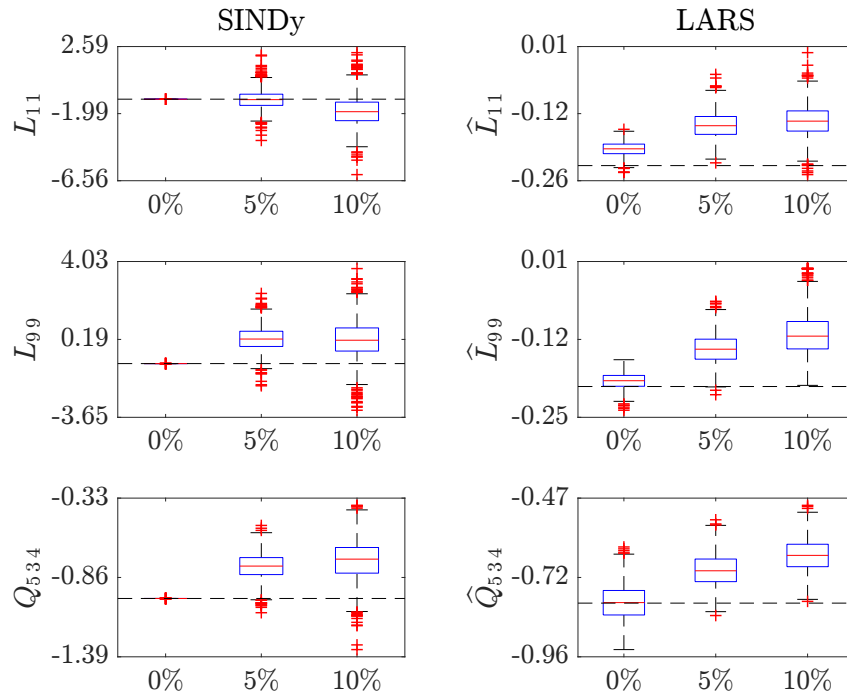 SINDy LARS
2.59 0.01
L11 -1.99 L̂11 -0.12
-6.56 -0.26
0% 5% 10% 0% 5% 10%
4.03 0.01
L99 0.19 L̂99 -0.12
-3.65 -0.25
0% 5% 10% 0% 5% 10%
-0.33 -0.47
Q534 -0.86 Q̂534 -0.72
-1.39 -0.96
0% 5% 10% 0% 5% 10%